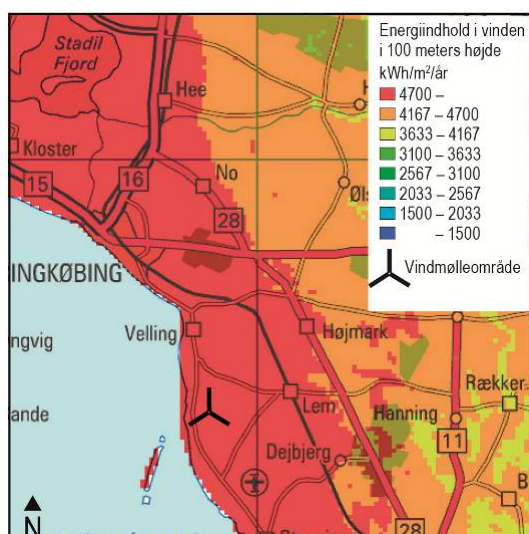 Energiindhold i vinden
i 100 meters højde
kWh/m²/år
4700 –
4167 – 4700
3633 – 4167
3100 – 3633
2567 – 3100
2033 – 2567
1500 – 2033
– 1500
Vindmølleområde
Stadil
Fjord
Hee
H
Kloster
15
16
No
Øls
28
INGKØBING
Velling
Højmark
ngvig
Rækker
Lem
ande
Hanning
11
Dejbjerg
B
28
N